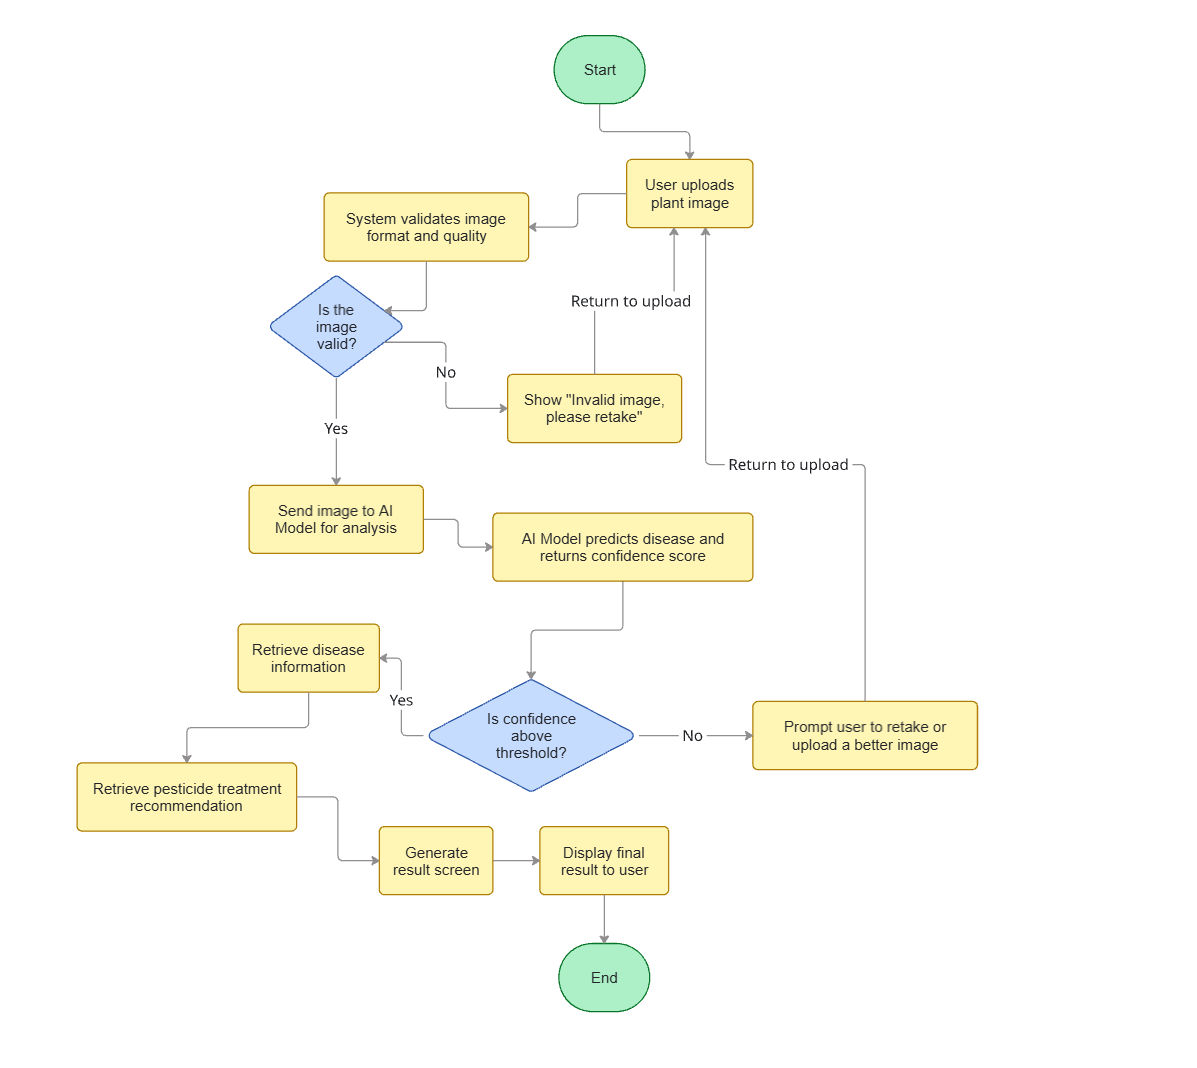 Start
User uploads
plant image
System validates image
format and quality
Is the
image
valid?
Return to upload
No
Show "Invalid image,
please retake"
Yes
Return to upload
Send image to AI
Model for analysis
AI Model predicts disease and
returns confidence score
Retrieve disease
information
Yes
Is confidence
above
threshold?
No
Prompt user to retake or
upload a better image
Retrieve pesticide treatment
recommendation
Generate
result screen
Display final
result to user
End